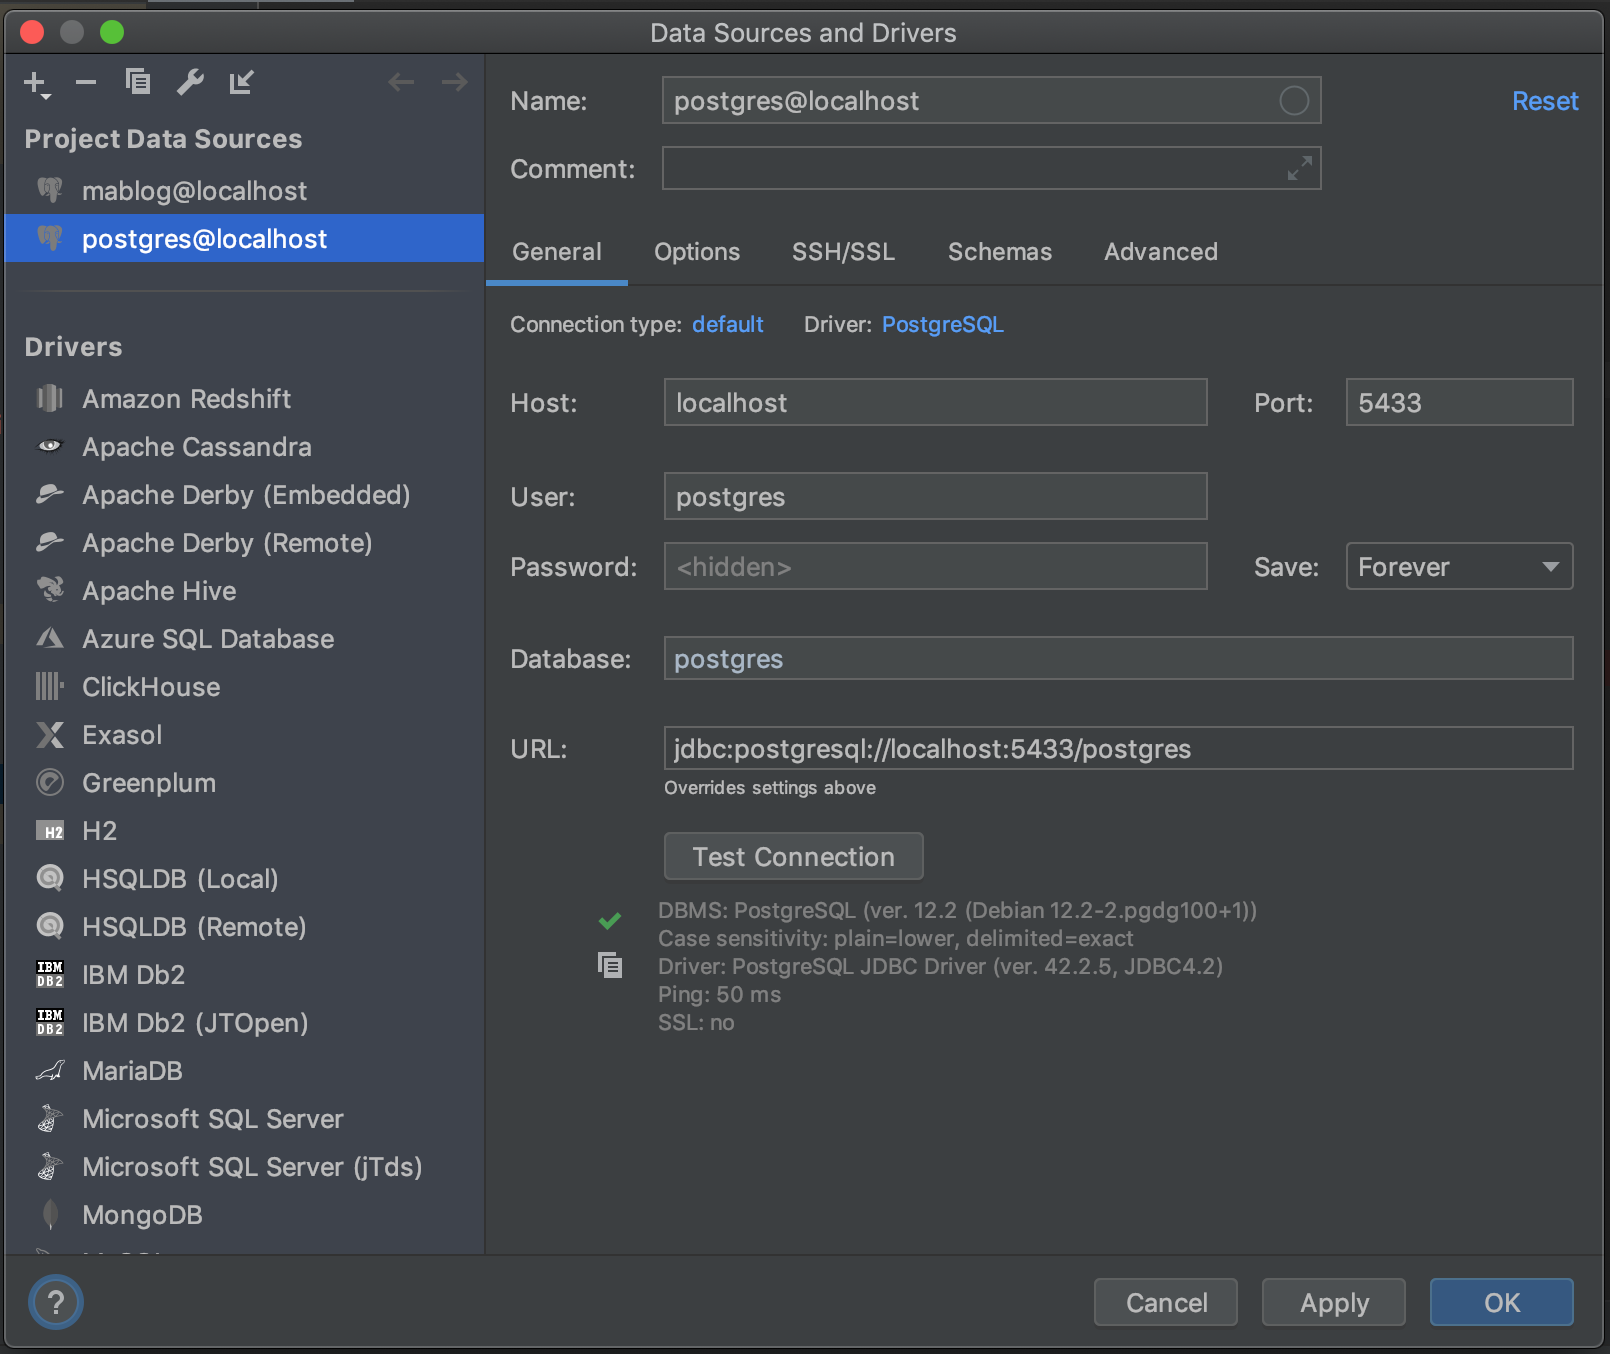 Data Sources and Drivers
Project Data Sources
mablog@localhost
postgres@localhost
Drivers
Amazon Redshift
Apache Cassandra
Apache Derby (Embedded)
Apache Derby (Remote)
Apache Hive
Azure SQL Database
ClickHouse
Exasol
Greenplum
H2 H2
HSQLDB (Local)
HSQLDB (Remote)
IBM DB2 IBM Db2
IBM DB2 IBM Db2 (JTOpen)
MariaDB
Microsoft SQL Server
Microsoft SQL Server (jTds)
MongoDB
Name: postgres@localhost Reset
Comment:
General Options SSH/SSL Schemas Advanced
Connection type: default Driver: PostgreSQL
Host: localhost Port: 5433
User: postgres
Password: <hidden> Save: Forever
Database: postgres
URL: jdbc:postgresql://localhost:5433/postgres
Overrides settings above
Test Connection
DBMS: PostgreSQL (ver. 12.2 (Debian 12.2-2.pgdg100+1))
Case sensitivity: plain=lower, delimited=exact
Driver: PostgreSQL JDBC Driver (ver. 42.2.5, JDBC4.2)
Ping: 50 ms
SSL: no
? Cancel Apply OK